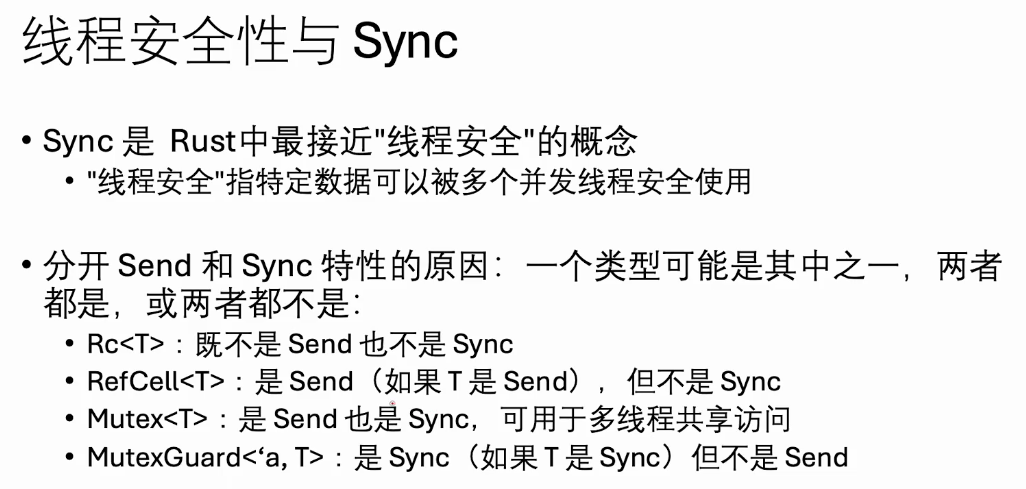 线程安全性与 Sync
• Sync 是 Rust中最接近"线程安全"的概念
• "线程安全"指特定数据可以被多个并发线程安全使用
• 分开 Send 和 Sync 特性的原因：一个类型可能是其中之一，两者
都是，或两者都不是：
• Rc<T>：既不是 Send 也不是 Sync
• RefCell<T>：是 Send（如果 T 是 Send），但不是 Sync
• Mutex<T>：是 Send 也是 Sync，可用于多线程共享访问
• MutexGuard<‘a, T>：是 Sync（如果 T 是 Sync）但不是 Send